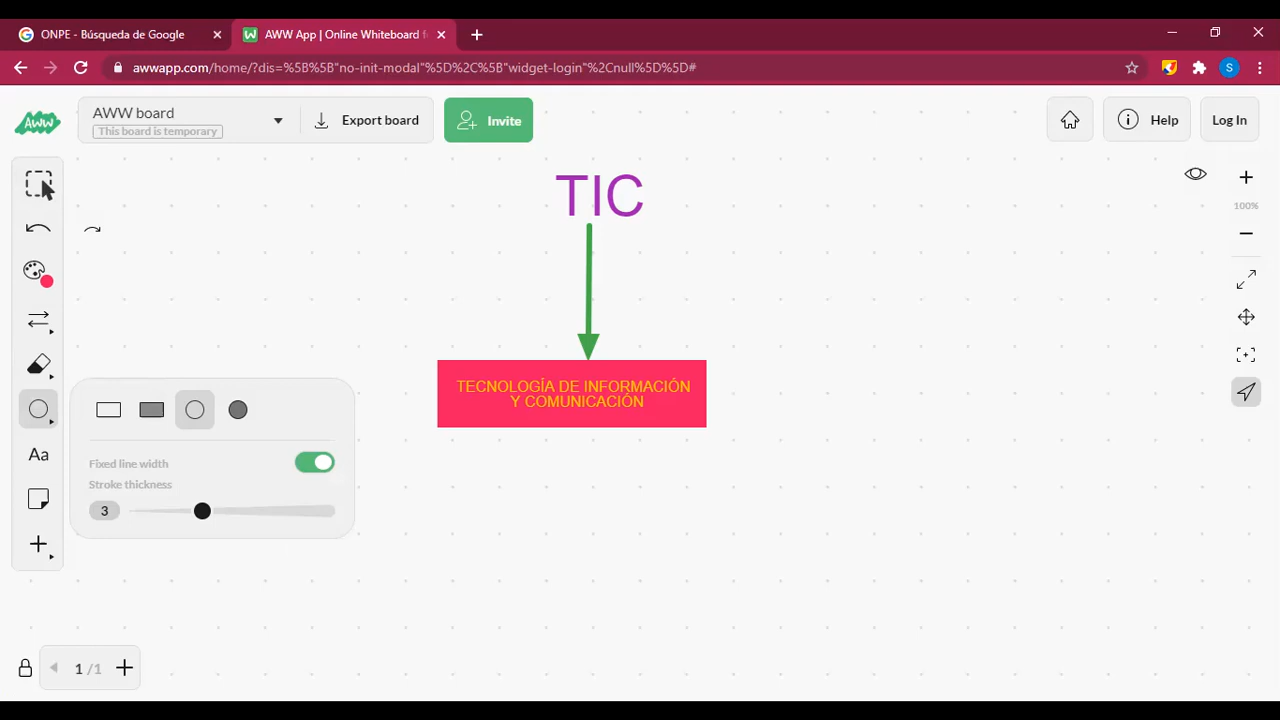 ONPE - Búsqueda de Google
AWW App | Online Whiteboard f
awwapp.com/home/?dis=%5B%5B"no-init-modal"%5D%2C%5B"widget-login"%2Cnull%5D%5D#
S
AWW
AWW board
This board is temporary
Export board
Invite
Help
Log In
TIC
100%
TECNOLOGÍA DE INFORMACIÓN
Y COMUNICACIÓN
Fixed line width
Stroke thickness
3
Aa
1 /1